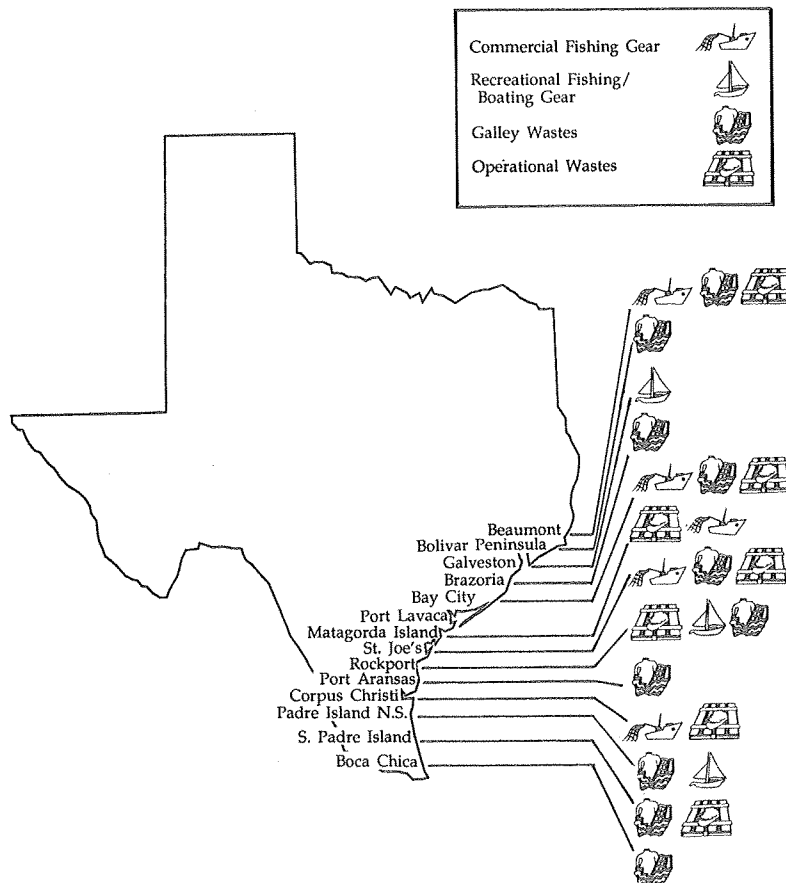 Commercial Fishing Gear
Recreational Fishing/
Boating Gear
Galley Wastes
Operational Wastes
Beaumont
Bolivar Peninsula
Galveston
Brazoria
Bay City
Port Lavaca
Matagorda Island
St. Joe's
Rockport
Port Aransas
Corpus Christi
Padre Island N.S.
S. Padre Island
Boca Chica